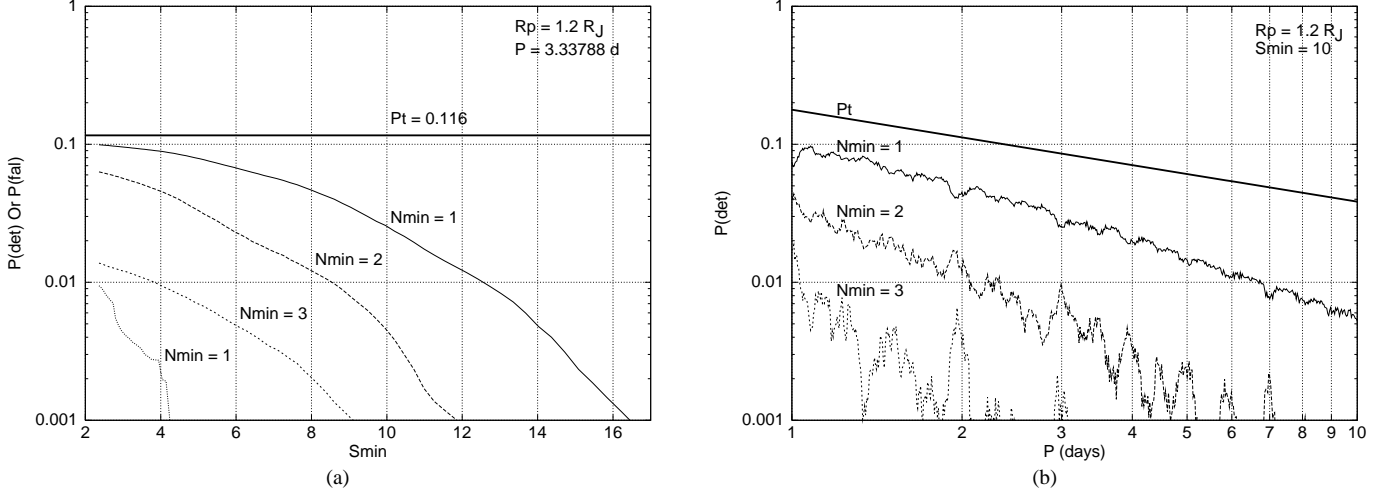 1
0.1
0.01
0.001
P(det) Or P(fal)
Rp = 1.2 RJ
P = 3.33788 d
Pt = 0.116
Nmin = 1
Nmin = 2
Nmin = 3
Nmin = 1
2 4 6 8 10 12 14 16
Smin
(a)
1
0.1
0.01
0.001
P(det)
Rp = 1.2 RJ
Smin = 10
Pt
Nmin = 1
Nmin = 2
Nmin = 3
1 2 3 4 5 6 7 8 9 10
P (days)
(b)